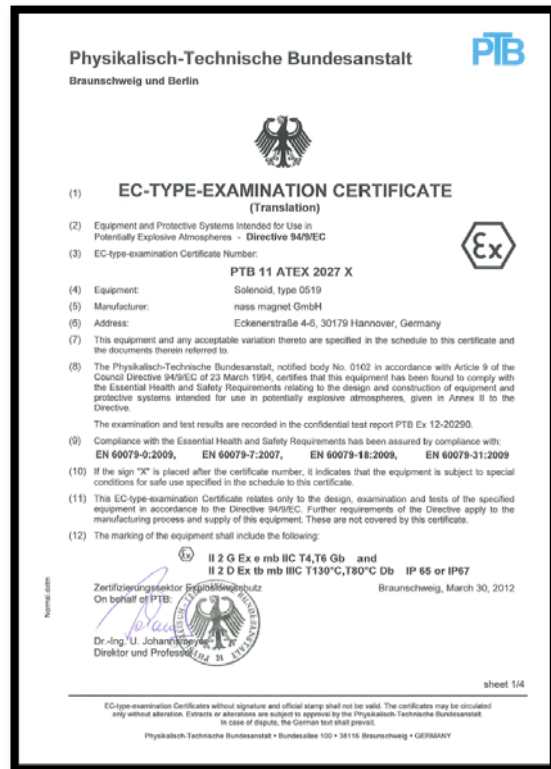 Physikalisch-Technische Bundesanstalt
PTB
Braunschweig und Berlin
(1) EC-TYPE-EXAMINATION CERTIFICATE
(Translation)
(2) Equipment and Protective Systems Intended for Use in
Potentially Explosive Atmospheres - Directive 94/9/EC
(3) EC-type-examination Certificate Number:
Ex
PTB 11 ATEX 2027 X
(4) Equipment: Solenoid, type 0519
(5) Manufacturer: nass magnet GmbH
(6) Address: Eckenerstraße 4-6, 30179 Hannover, Germany
(7) This equipment and any acceptable variation thereto are specified in the schedule to this certificate and
the documents therein referred to.
(8) The Physikalisch-Technische Bundesanstalt, notified body No. 0102 in accordance with Article 9 of the
Council Directive 94/9/EC of 23 March 1994, certifies that this equipment has been found to comply with
the Essential Health and Safety Requirements relating to the design and construction of equipment and
protective systems intended for use in potentially explosive atmospheres, given in Annex II to the
Directive.
The examination and test results are recorded in the confidential test report PTB Ex 12-20290.
(9) Compliance with the Essential Health and Safety Requirements has been assured by compliance with:
EN 60079-0:2009, EN 60079-7:2007, EN 60079-18:2009, EN 60079-31:2009
(10) If the sign "X" is placed after the certificate number, it indicates that the equipment is subject to special
conditions for safe use specified in the schedule to this certificate.
(11) This EC-type-examination Certificate relates only to the design, examination and tests of the specified
equipment in accordance to the Directive 94/9/EC. Further requirements of the Directive apply to the
manufacturing process and supply of this equipment. These are not covered by this certificate.
(12) The marking of the equipment shall include the following:
Ex II 2 G Ex e mb IIC T4,T6 Gb and
II 2 D Ex tb mb IIIC T130°C,T80°C Db IP 65 or IP67
Zertifizierungssektor Explosionsschutz Braunschweig, March 30, 2012
On behalf of PTB:
Dr.-Ing. U. Johannsmeyer
Direktor und Professor
sheet 1/4
EC-type-examination Certificates without signature and official stamp shall not be valid. The certificates may be circulated
only without alteration. Extracts or alterations are subject to approval by the Physikalisch-Technische Bundesanstalt.
In case of dispute, the German text shall prevail.
Physikalisch-Technische Bundesanstalt • Bundesallee 100 • 38116 Braunschweig • GERMANY